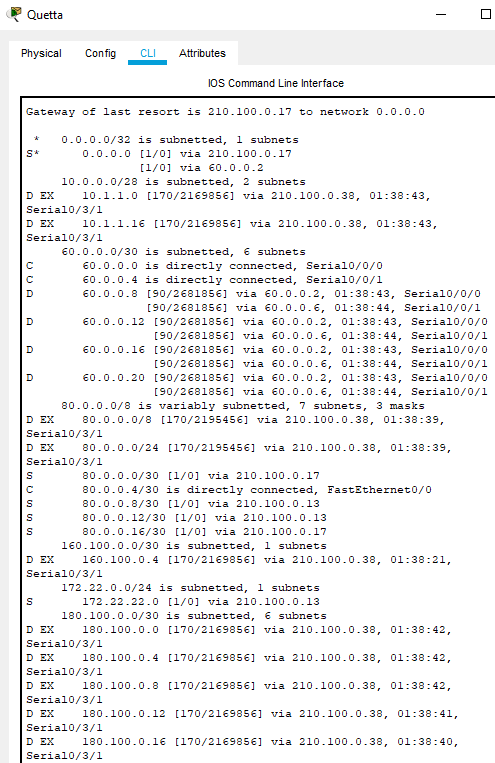 Quetta
Physical Config CLI Attributes
IOS Command Line Interface
Gateway of last resort is 210.100.0.17 to network 0.0.0.0
* 0.0.0.0/32 is subnetted, 1 subnets
S* 0.0.0.0 [1/0] via 210.100.0.17
[1/0] via 60.0.0.2
10.0.0.0/28 is subnetted, 2 subnets
D EX 10.1.1.0 [170/2169856] via 210.100.0.38, 01:38:43,
Serial0/3/1
D EX 10.1.1.16 [170/2169856] via 210.100.0.38, 01:38:43,
Serial0/3/1
60.0.0.0/30 is subnetted, 6 subnets
C 60.0.0.0 is directly connected, Serial0/0/0
C 60.0.0.4 is directly connected, Serial0/0/1
D 60.0.0.8 [90/2681856] via 60.0.0.2, 01:38:43, Serial0/0/0
[90/2681856] via 60.0.0.6, 01:38:44, Serial0/0/1
D 60.0.0.12 [90/2681856] via 60.0.0.2, 01:38:43, Serial0/0/0
[90/2681856] via 60.0.0.6, 01:38:44, Serial0/0/1
D 60.0.0.16 [90/2681856] via 60.0.0.2, 01:38:43, Serial0/0/0
[90/2681856] via 60.0.0.6, 01:38:44, Serial0/0/1
D 60.0.0.20 [90/2681856] via 60.0.0.2, 01:38:43, Serial0/0/0
[90/2681856] via 60.0.0.6, 01:38:44, Serial0/0/1
80.0.0.0/8 is variably subnetted, 7 subnets, 3 masks
D EX 80.0.0.0/8 [170/2195456] via 210.100.0.38, 01:38:39,
Serial0/3/1
D EX 80.0.0.0/24 [170/2195456] via 210.100.0.38, 01:38:39,
Serial0/3/1
S 80.0.0.0/30 [1/0] via 210.100.0.17
C 80.0.0.4/30 is directly connected, FastEthernet0/0
S 80.0.0.8/30 [1/0] via 210.100.0.13
S 80.0.0.12/30 [1/0] via 210.100.0.13
S 80.0.0.16/30 [1/0] via 210.100.0.17
160.100.0.0/30 is subnetted, 1 subnets
D EX 160.100.0.4 [170/2169856] via 210.100.0.38, 01:38:21,
Serial0/3/1
172.22.0.0/24 is subnetted, 1 subnets
S 172.22.22.0 [1/0] via 210.100.0.13
180.100.0.0/30 is subnetted, 6 subnets
D EX 180.100.0.0 [170/2169856] via 210.100.0.38, 01:38:42,
Serial0/3/1
D EX 180.100.0.4 [170/2169856] via 210.100.0.38, 01:38:42,
Serial0/3/1
D EX 180.100.0.8 [170/2169856] via 210.100.0.38, 01:38:42,
Serial0/3/1
D EX 180.100.0.12 [170/2169856] via 210.100.0.38, 01:38:41,
Serial0/3/1
D EX 180.100.0.16 [170/2169856] via 210.100.0.38, 01:38:40,
Serial0/3/1